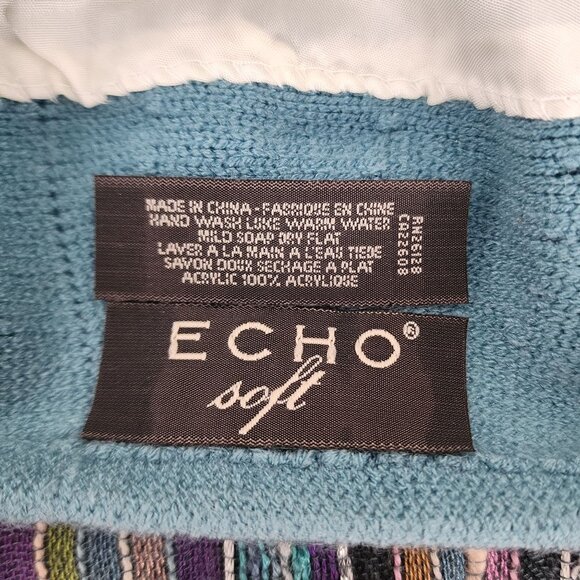 MADE IN CHINA - FABRIQUE EN CHINE
HAND WASH LUKE WARM WATER
MILD SOAP DRY FLAT
LAVER A LA MAIN A L'EAU TIEDE
SAVON DOUX SECHAGE A PLAT
ACRYLIC 100% ACRYLIQUE
RN26128
CA22608
ECHO®
soft